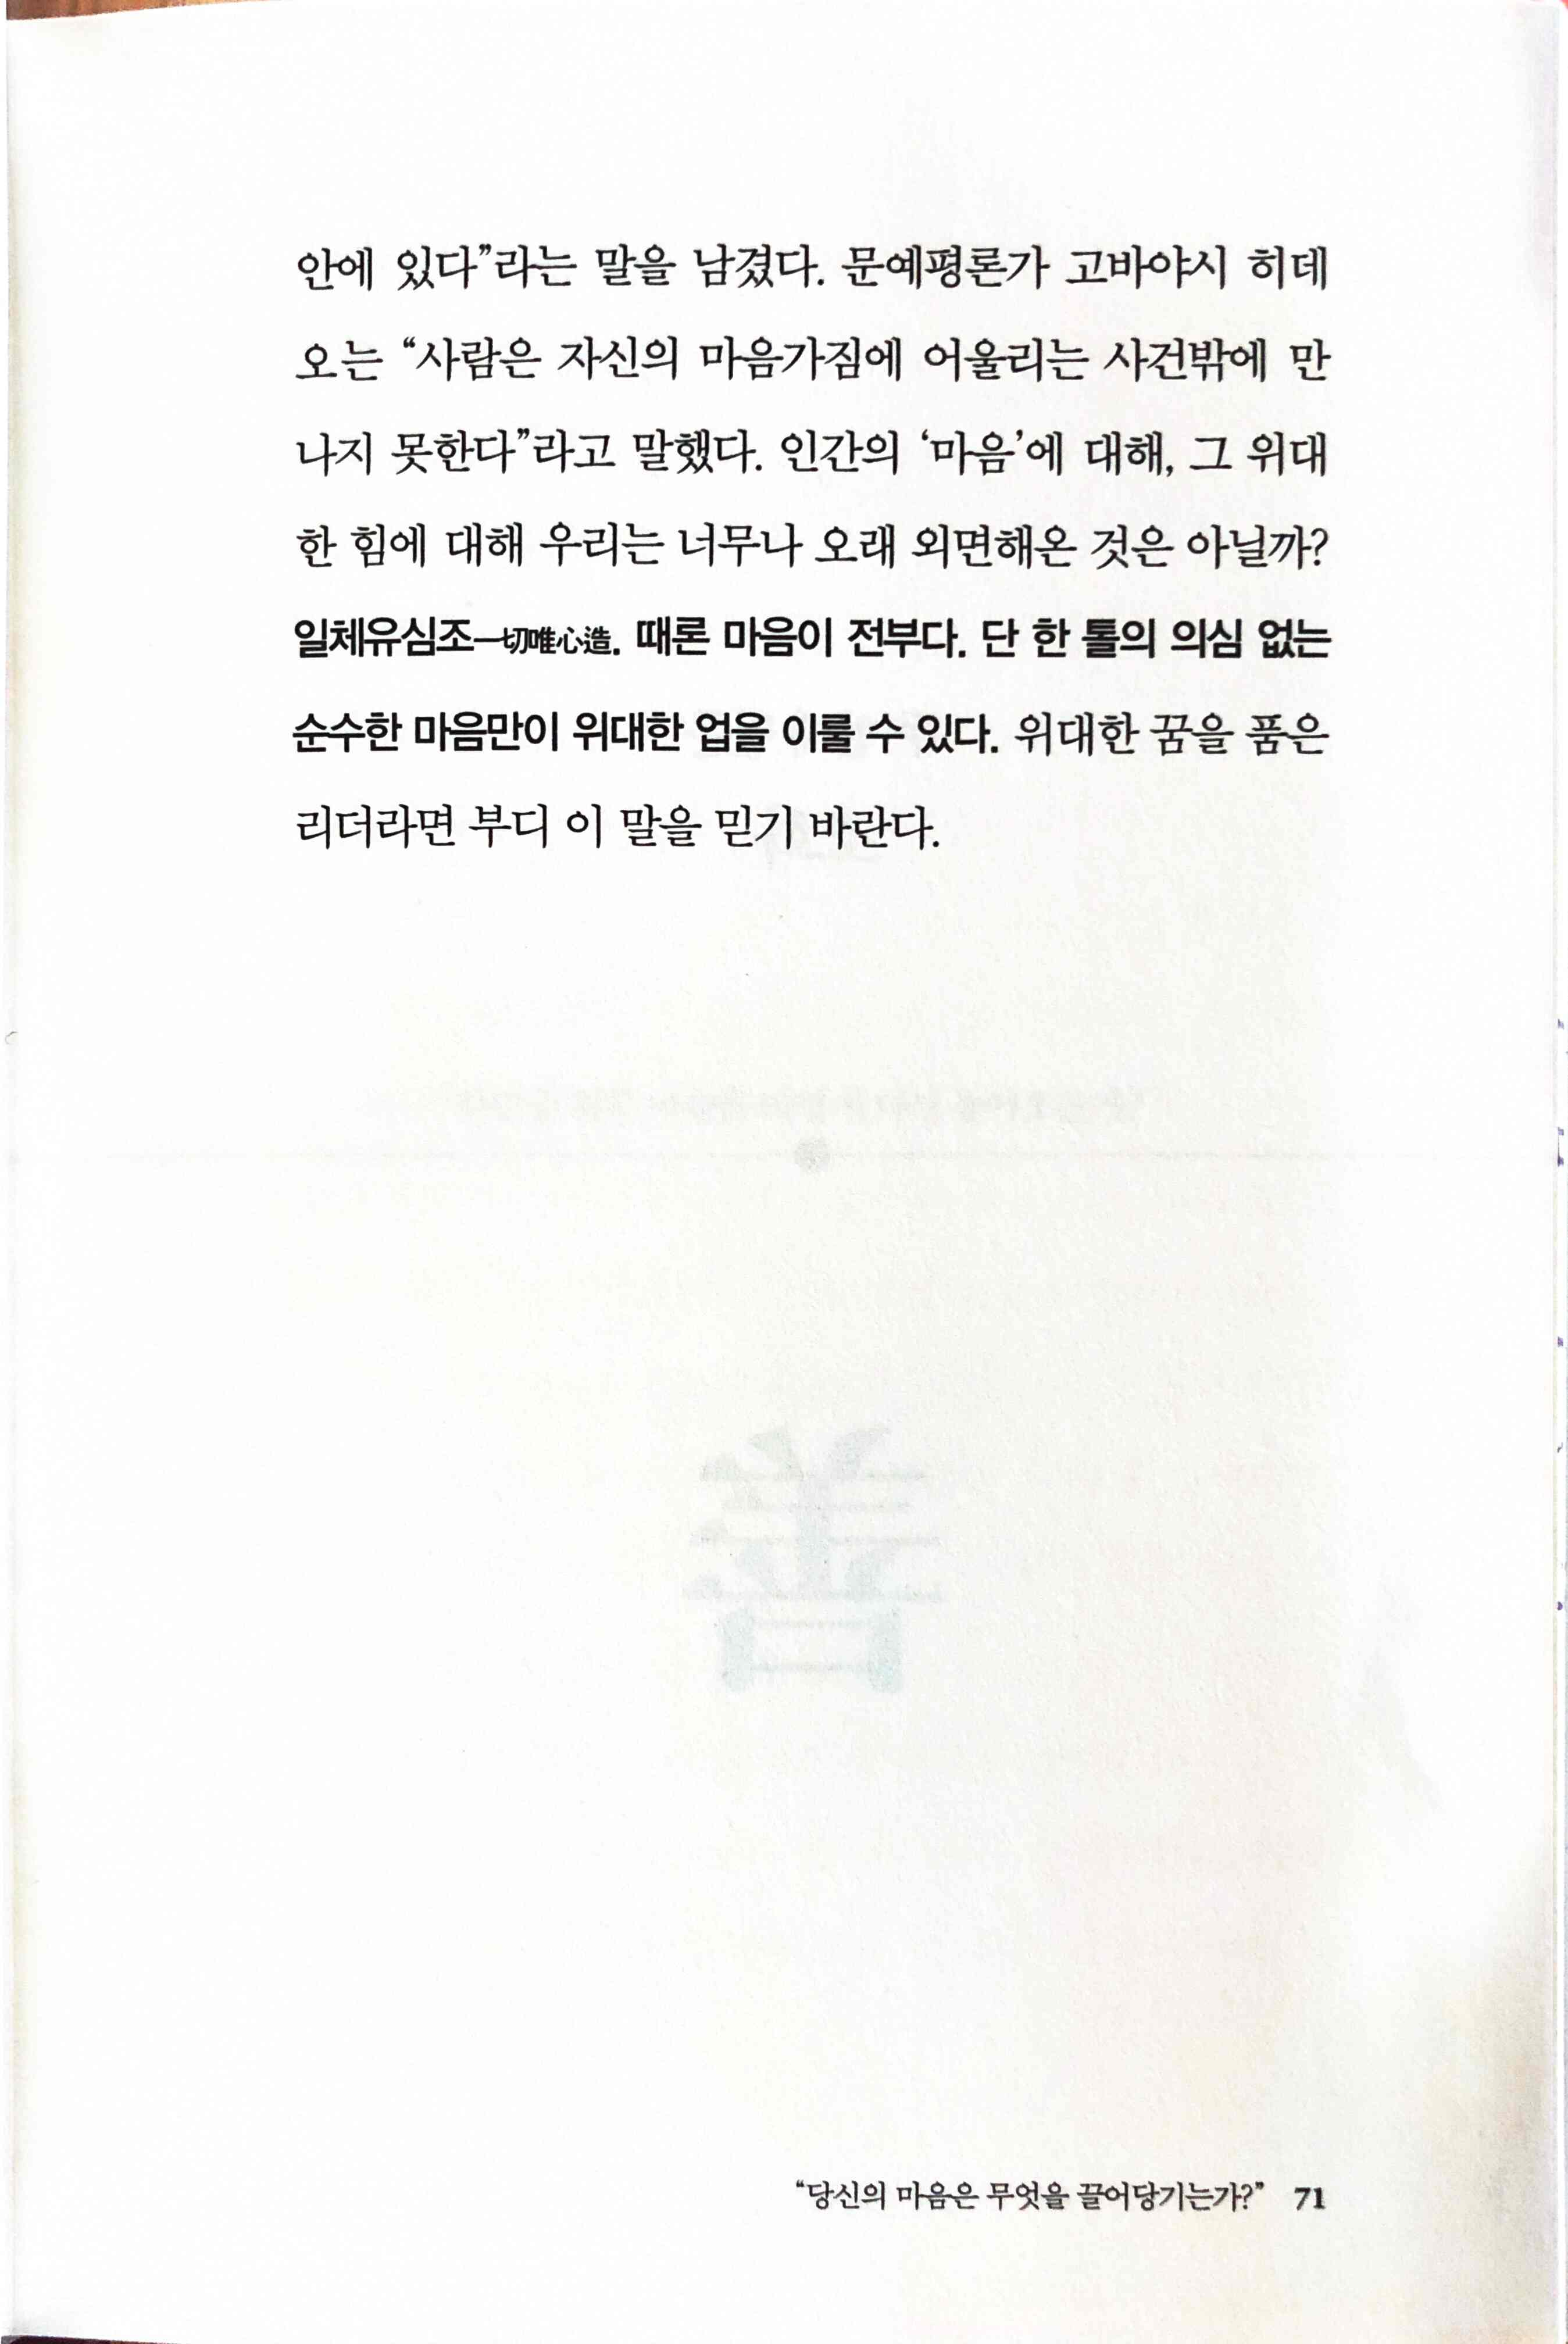 안에 있다”라는 말을 남겼다. 문예평론가 고바야시 히데
오는 “사람은 자신의 마음가짐에 어울리는 사건밖에 만
나지 못한다”라고 말했다. 인간의 ‘마음’에 대해, 그 위대
한 힘에 대해 우리는 너무나 오래 외면해온 것은 아닐까?
일체유심조一切唯心造. 때론 마음이 전부다. 단 한 톨의 의심 없는
순수한 마음만이 위대한 업을 이룰 수 있다. 위대한 꿈을 품은
리더라면 부디 이 말을 믿기 바란다.
善
“당신의 마음은 무엇을 끌어당기는가?” 71